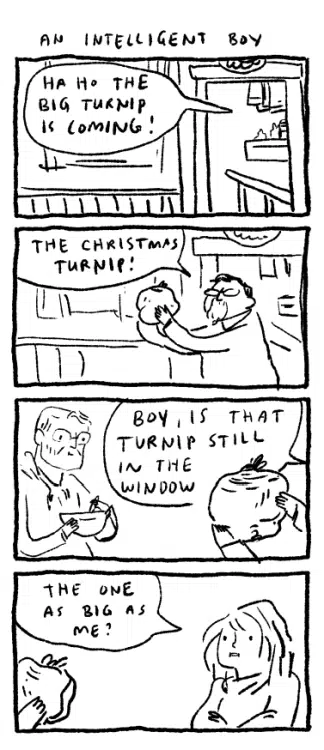 AN INTELLIGENT BOY
HA HO THE
BIG TURNIP
IS COMING!
THE CHRISTMAS
TURNIP!
BOY, IS THAT
TURNIP STILL
IN THE
WINDOW
THE ONE
AS BIG AS
ME?